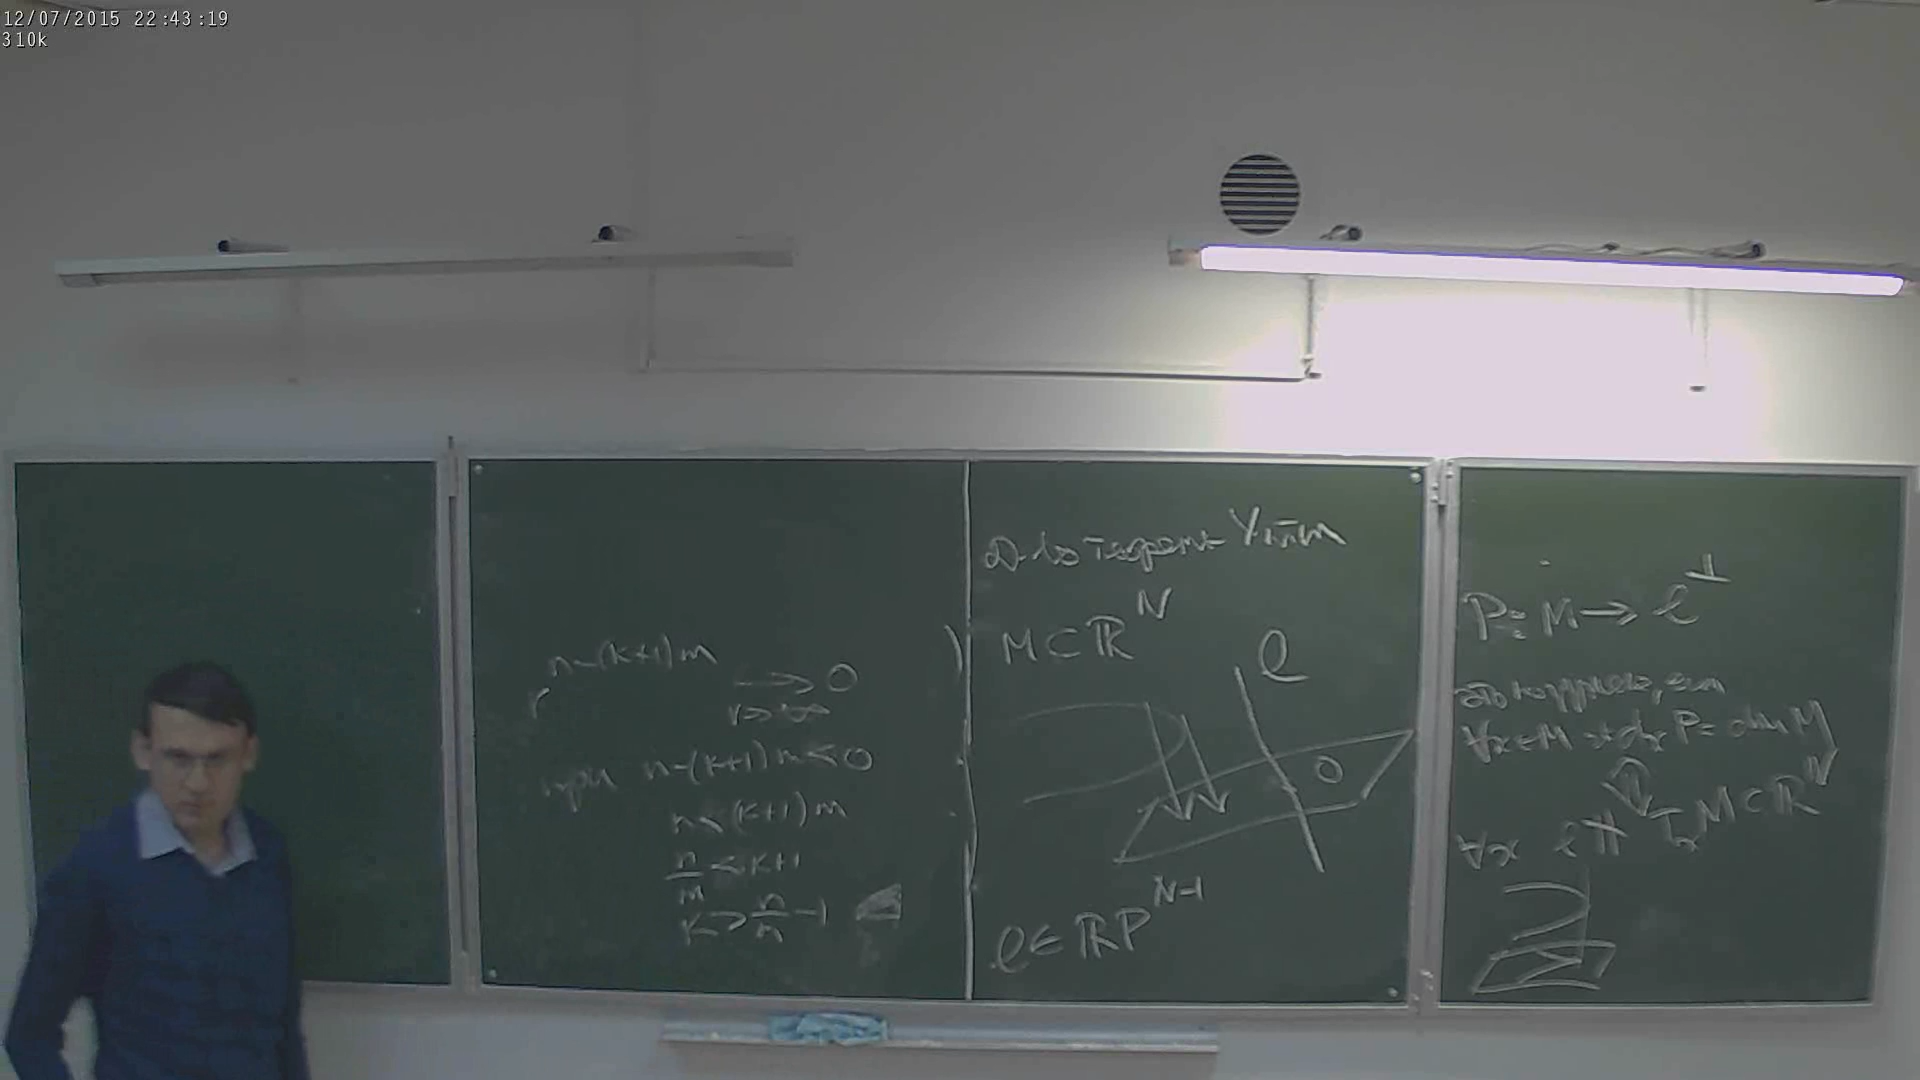 12/07/2015 22:43:19
310k
r^{n-(k+1)m} → 0
r→∞
при n-(k+1)m<0
n<(k+1)m
n/m < k+1
k > n/m - 1
Д-во теоремы Уитни
M ⊂ ℝ^N
l
0
l ∈ ℝP^{N-1}
P: M → l^⊥
это погружение, если
∀x∈M rk d_x P = dim M
⇕
∀x l ∦ T_x M ⊂ ℝ^N